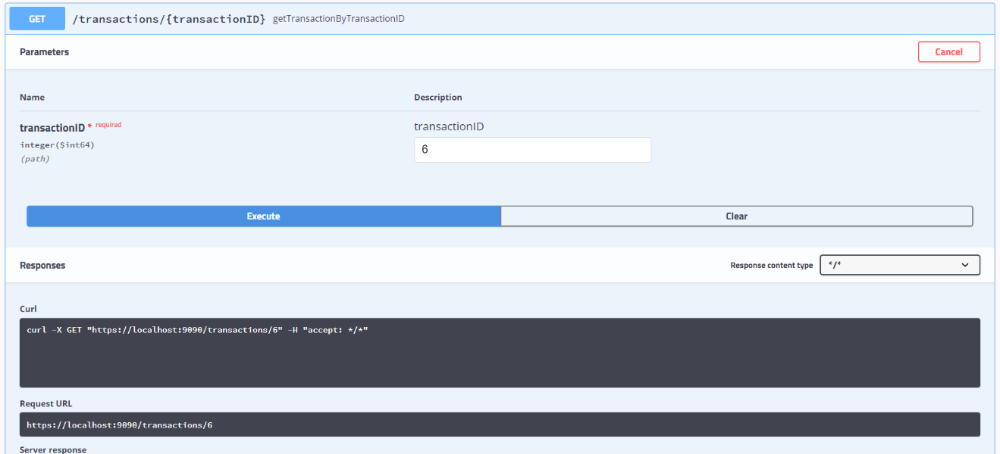 GET /transactions/{transactionID} getTransactionByTransactionID
Parameters Cancel
Name Description
transactionID * required transactionID
integer($int64) 6
(path)
Execute Clear
Responses Response content type */*
Curl
curl -X GET "https://localhost:9090/transactions/6" -H "accept: */*"
Request URL
https://localhost:9090/transactions/6
Server response